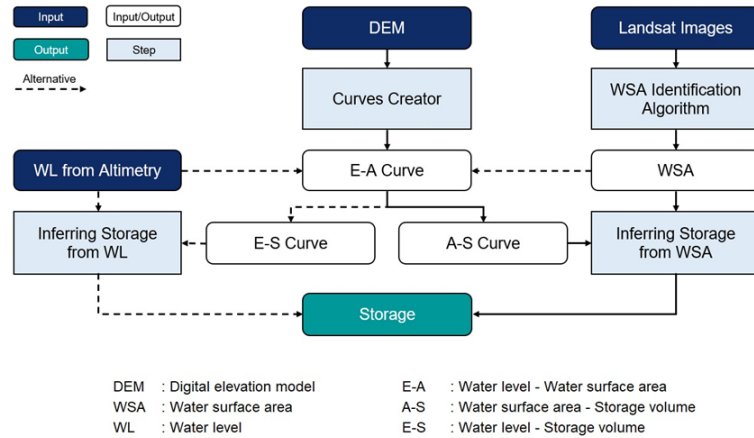 Input
Input/Output
DEM
Landsat Images
Output
Step
Alternative
Curves Creator
WSA Identification
Algorithm
WL from Altimetry
E-A Curve
WSA
Inferring Storage
from WL
E-S Curve
A-S Curve
Inferring Storage
from WSA
Storage
DEM : Digital elevation model
E-A : Water level - Water surface area
WSA : Water surface area
A-S : Water surface area - Storage volume
WL : Water level
E-S : Water level - Storage volume